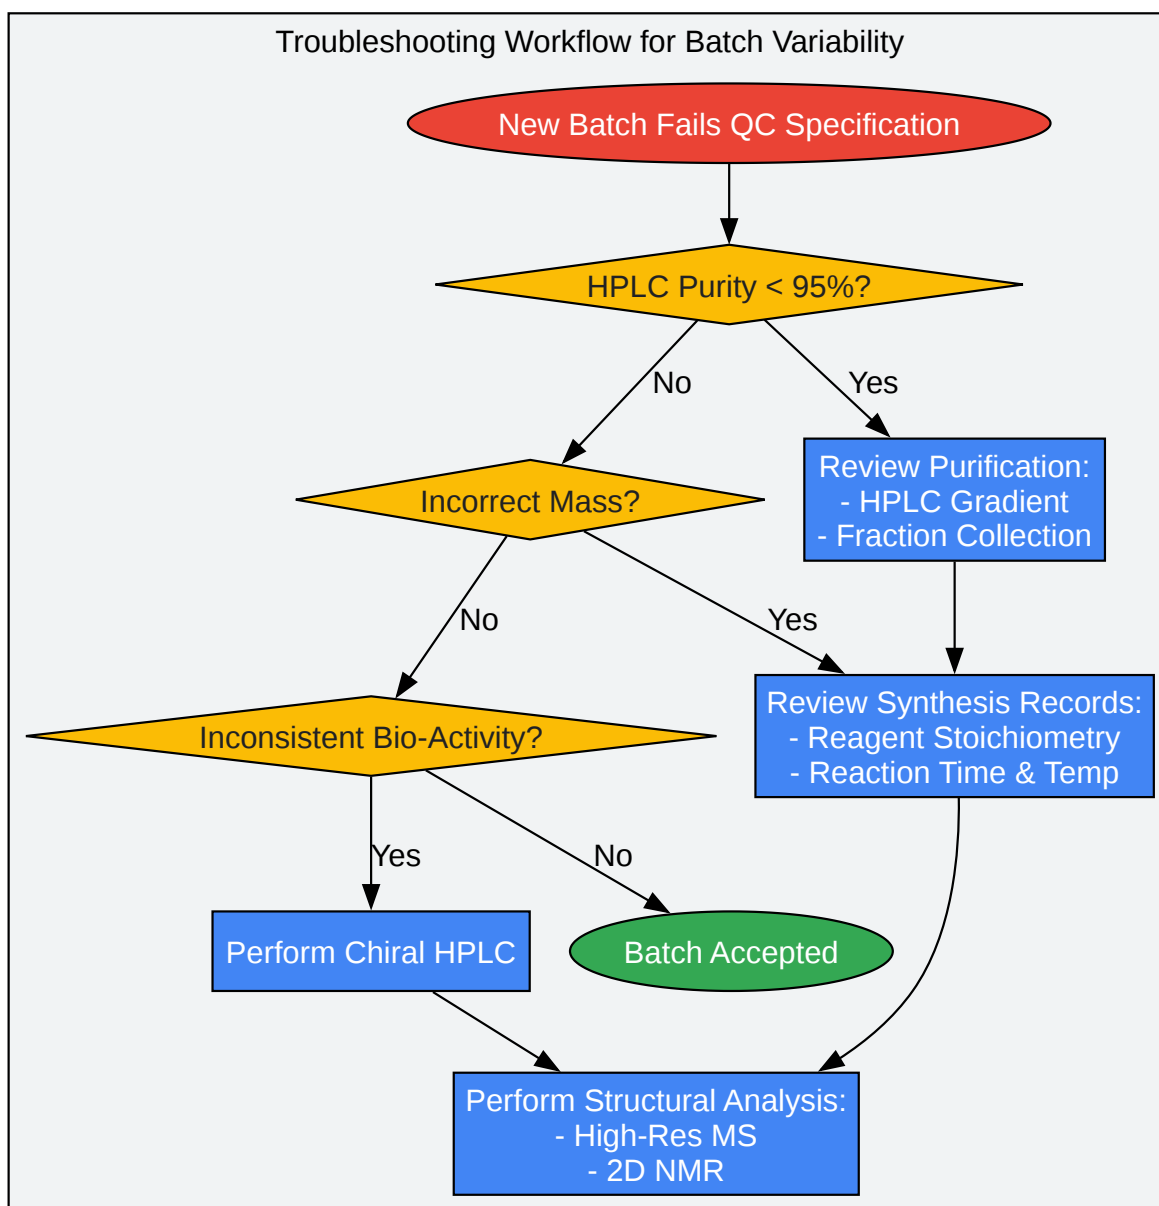 Troubleshooting Workflow for Batch Variability
New Batch Fails QC Specification
HPLC Purity < 95%?
No
Yes
Review Purification:
- HPLC Gradient
- Fraction Collection
Incorrect Mass?
No
Yes
Review Synthesis Records:
- Reagent Stoichiometry
- Reaction Time & Temp
Inconsistent Bio-Activity?
Yes
No
Perform Chiral HPLC
Batch Accepted
Perform Structural Analysis:
- High-Res MS
- 2D NMR